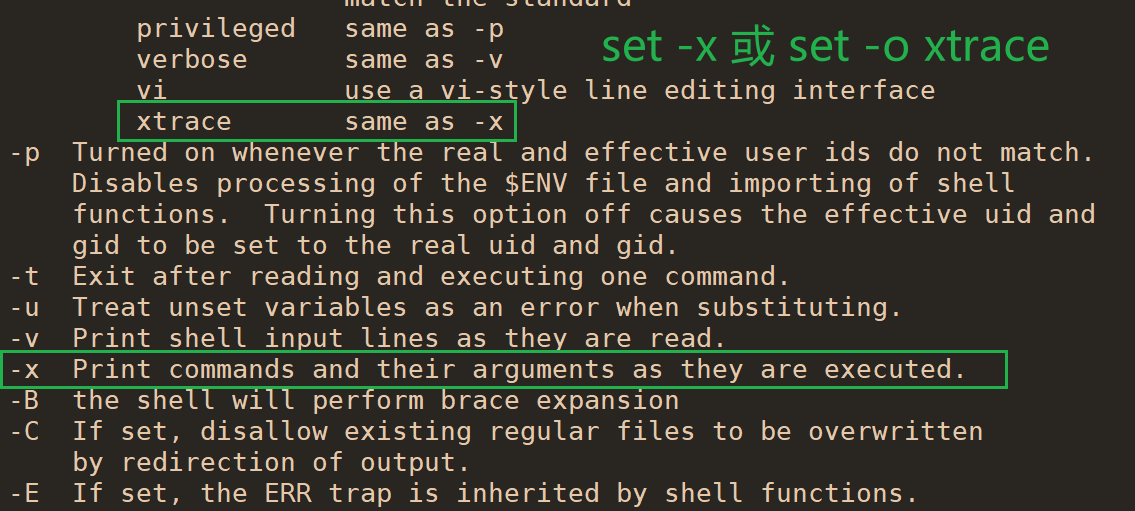 match the standard
privileged   same as -p
set -x 或 set -o xtrace
verbose      same as -v
vi           use a vi-style line editing interface
xtrace       same as -x
-p  Turned on whenever the real and effective user ids do not match.
Disables processing of the $ENV file and importing of shell
functions.  Turning this option off causes the effective uid and
gid to be set to the real uid and gid.
-t  Exit after reading and executing one command.
-u  Treat unset variables as an error when substituting.
-v  Print shell input lines as they are read.
-x  Print commands and their arguments as they are executed.
-B  the shell will perform brace expansion
-C  If set, disallow existing regular files to be overwritten
by redirection of output.
-E  If set, the ERR trap is inherited by shell functions.